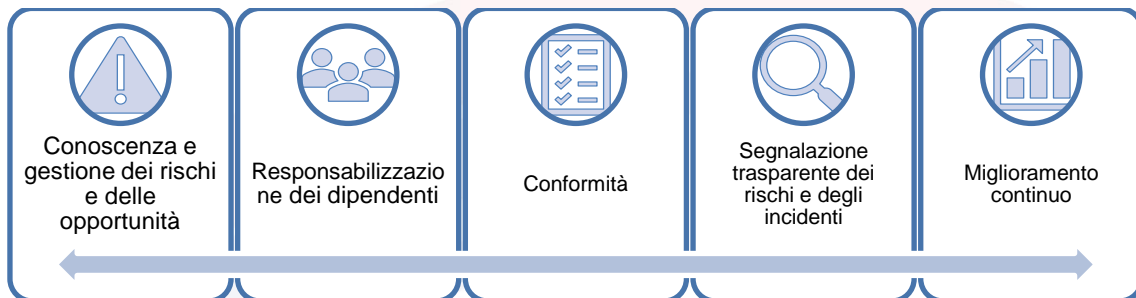 Conoscenza e
gestione dei rischi
e delle
opportunità
Responsabilizzazio
ne dei dipendenti
Conformità
Segnalazione
trasparente dei
rischi e degli
incidenti
Miglioramento
continuo